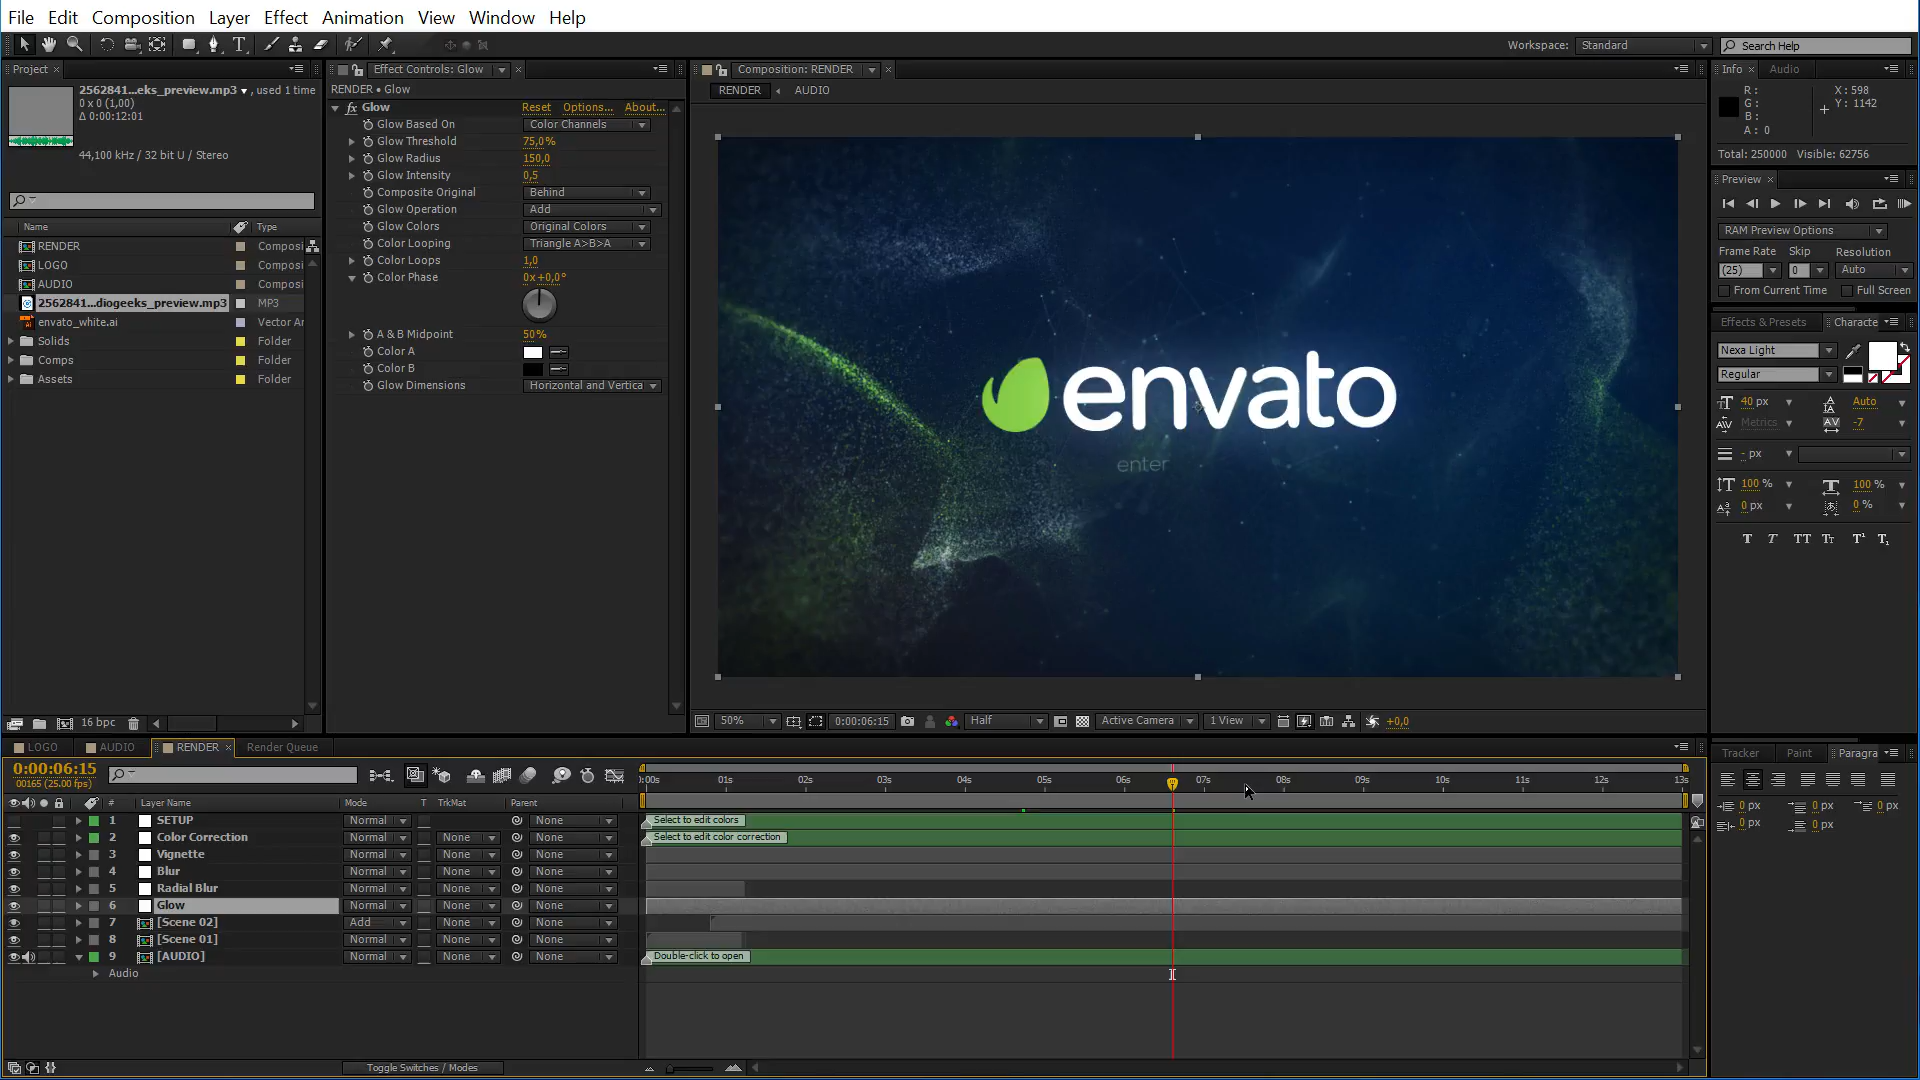 File Edit Composition Layer Effect Animation View Window Help
Workspace: Standard Search Help
Project
2562841...eks_preview.mp3 , used 1 time
0 x 0 (1,00)
Δ 0:00:12:01
44,100 kHz / 32 bit U / Stereo
Name Type
RENDER Composi
LOGO Composi
AUDIO Composi
2562841...diogeeks_preview.mp3 MP3
envato_white.ai Vector Ar
Solids Folder
Comps Folder
Assets Folder
16 bpc
Effect Controls: Glow
RENDER • Glow
fx Glow Reset Options... About...
Glow Based On Color Channels
Glow Threshold 75,0%
Glow Radius 150,0
Glow Intensity 0,5
Composite Original Behind
Glow Operation Add
Glow Colors Original Colors
Color Looping Triangle A>B>A
Color Loops 1,0
Color Phase 0x+0,0°
A & B Midpoint 50%
Color A
Color B
Glow Dimensions Horizontal and Vertica
Composition: RENDER
RENDER AUDIO
envato
enter
50% 0:00:06:15 Half Active Camera 1 View +0,0
Info Audio
R :
G :
B :
A : 0
X : 598
Y : 1142
Total: 250000 Visible: 62756
Preview
RAM Preview Options
Frame Rate Skip Resolution
(25) 0 Auto
From Current Time Full Screen
Effects & Presets Characte
Nexa Light
Regular
40 px Auto
Metrics -7
- px
100 % 100 %
0 px 0 %
T T TT Tr T¹ T₁
LOGO AUDIO RENDER Render Queue
0:00:06:15
00165 (25.00 fps)
:00s 01s 02s 03s 04s 05s 06s 07s 08s 09s 10s 11s 12s 13s
# Layer Name Mode T TrkMat Parent
1 SETUP Normal None Select to edit colors
2 Color Correction Normal None None Select to edit color correction
3 Vignette Normal None None
4 Blur Normal None None
5 Radial Blur Normal None None
6 Glow Normal None None
7 [Scene 02] Add None None
8 [Scene 01] Normal None None
9 [AUDIO] Normal None None Double-click to open
Audio
Toggle Switches / Modes
Tracker Paint Paragra
0 px 0 px 0 px
0 px 0 px